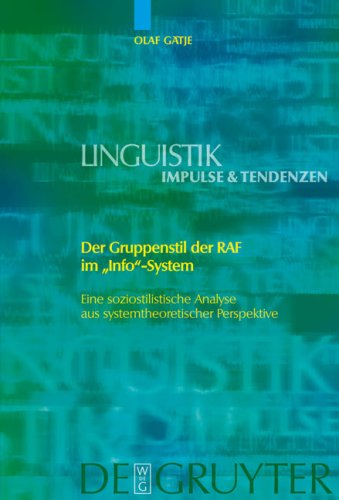 OLAF GÄTJE
LINGUISTIK
IMPULSE & TENDENZEN
Der Gruppenstil der RAF
im „Info“-System
Eine soziostilistische Analyse
aus systemtheoretischer Perspektive
W
DE
G
DE GRUYTER